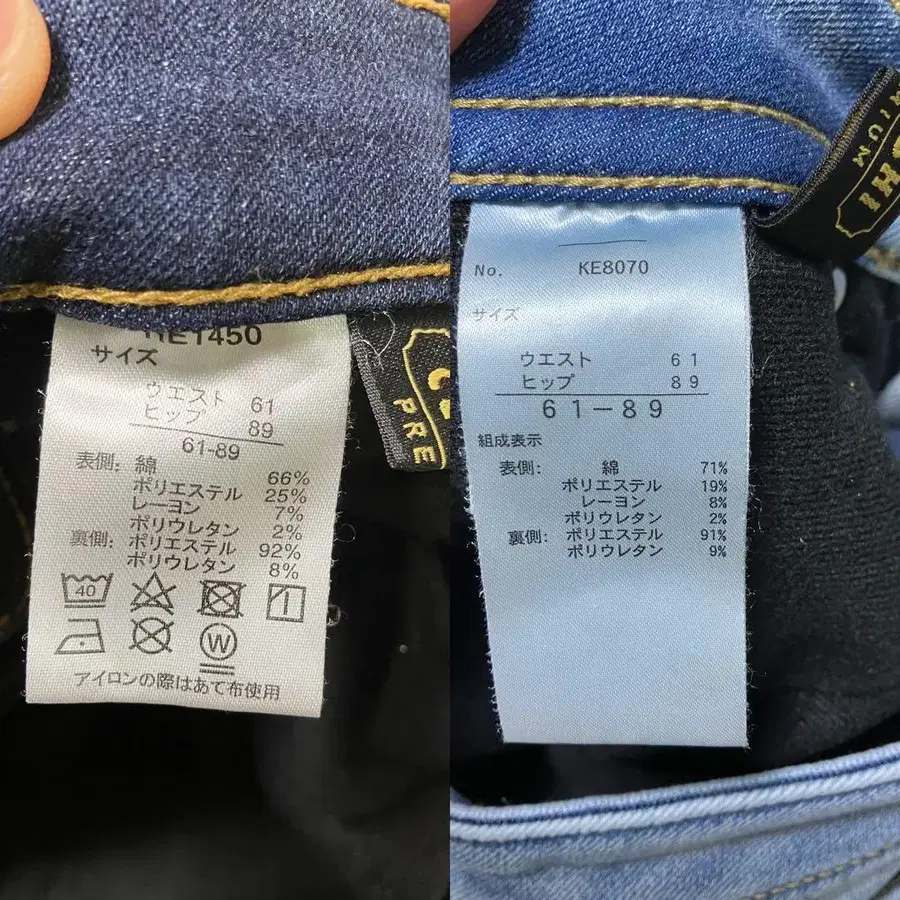 E1450
サイズ
ウエスト 61
ヒップ 89
61-89
表側: 綿 66%
ポリエステル 25%
レーヨン 7%
ポリウレタン 2%
裏側: ポリエステル 92%
ポリウレタン 8%
40
W
アイロンの際はあて布使用
PRE
No. KE8070
サイズ
ウエスト 61
ヒップ 89
61-89
組成表示
表側: 綿 71%
ポリエステル 19%
レーヨン 8%
ポリウレタン 2%
裏側: ポリエステル 91%
ポリウレタン 9%
HI
MIUM